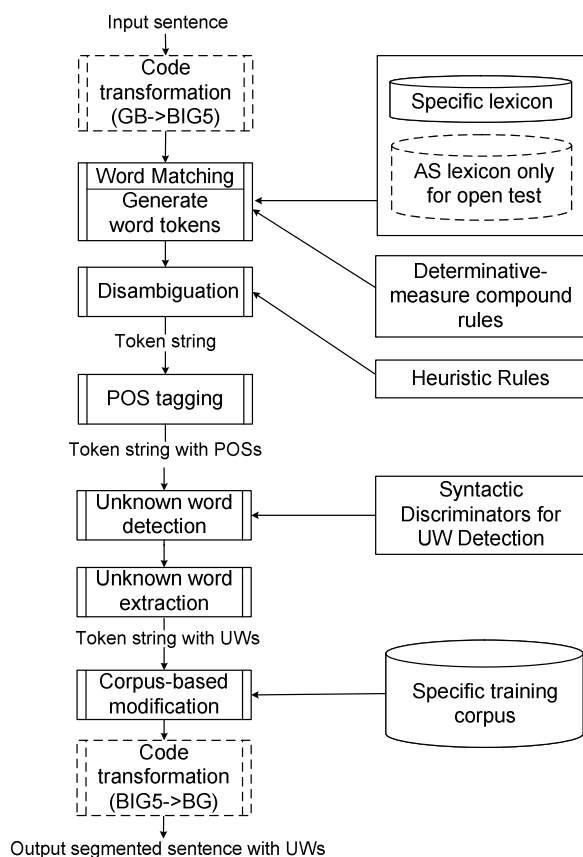 Input sentence
Code
transformation
(GB->BIG5)
Word Matching
Generate
word tokens
Disambiguation
Token string
POS tagging
Token string with POSs
Unknown word
detection
Unknown word
extraction
Token string with UWs
Corpus-based
modification
Code
transformation
(BIG5->BG)
Output segmented sentence with UWs
Specific lexicon
AS lexicon only
for open test
Determinative-
measure compound
rules
Heuristic Rules
Syntactic
Discriminators for
UW Detection
Specific training
corpus